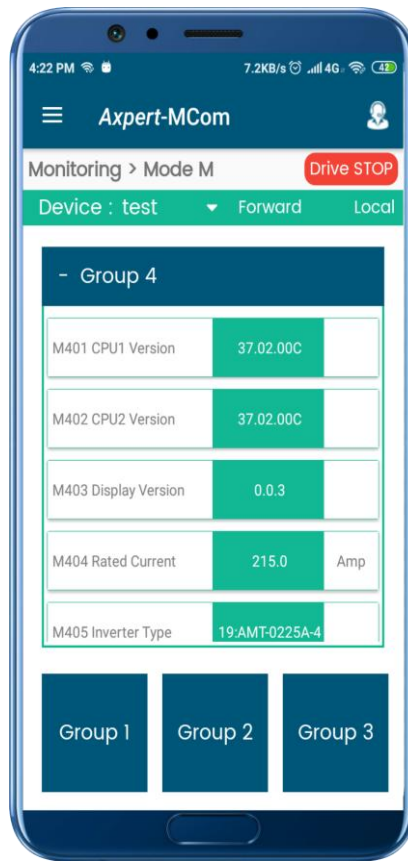 4:22 PM 7.2KB/s 4G 42
Axpert-MCom
Monitoring > Mode M Drive STOP
Device : test Forward Local
- Group 4
M401 CPU1 Version 37.02.00C
M402 CPU2 Version 37.02.00C
M403 Display Version 0.0.3
M404 Rated Current 215.0 Amp
M405 Inverter Type 19:AMT-0225A-4
Group 1 Group 2 Group 3